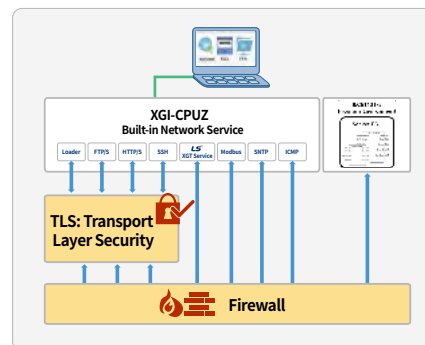 XGI-CPUZ
Built-in Network Service
Loader
FTP/S
HTTP/S
SSH
LS
XGT Service
Modbus
SNTP
ICMP
TLS: Transport
Layer Security
Firewall